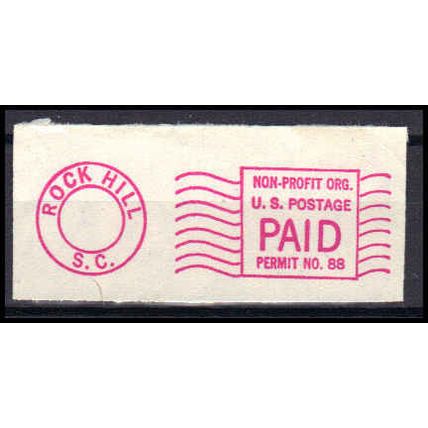 ROCK HILL
S.C.
NON-PROFIT ORG.
U. S. POSTAGE
PAID
PERMIT NO. 88